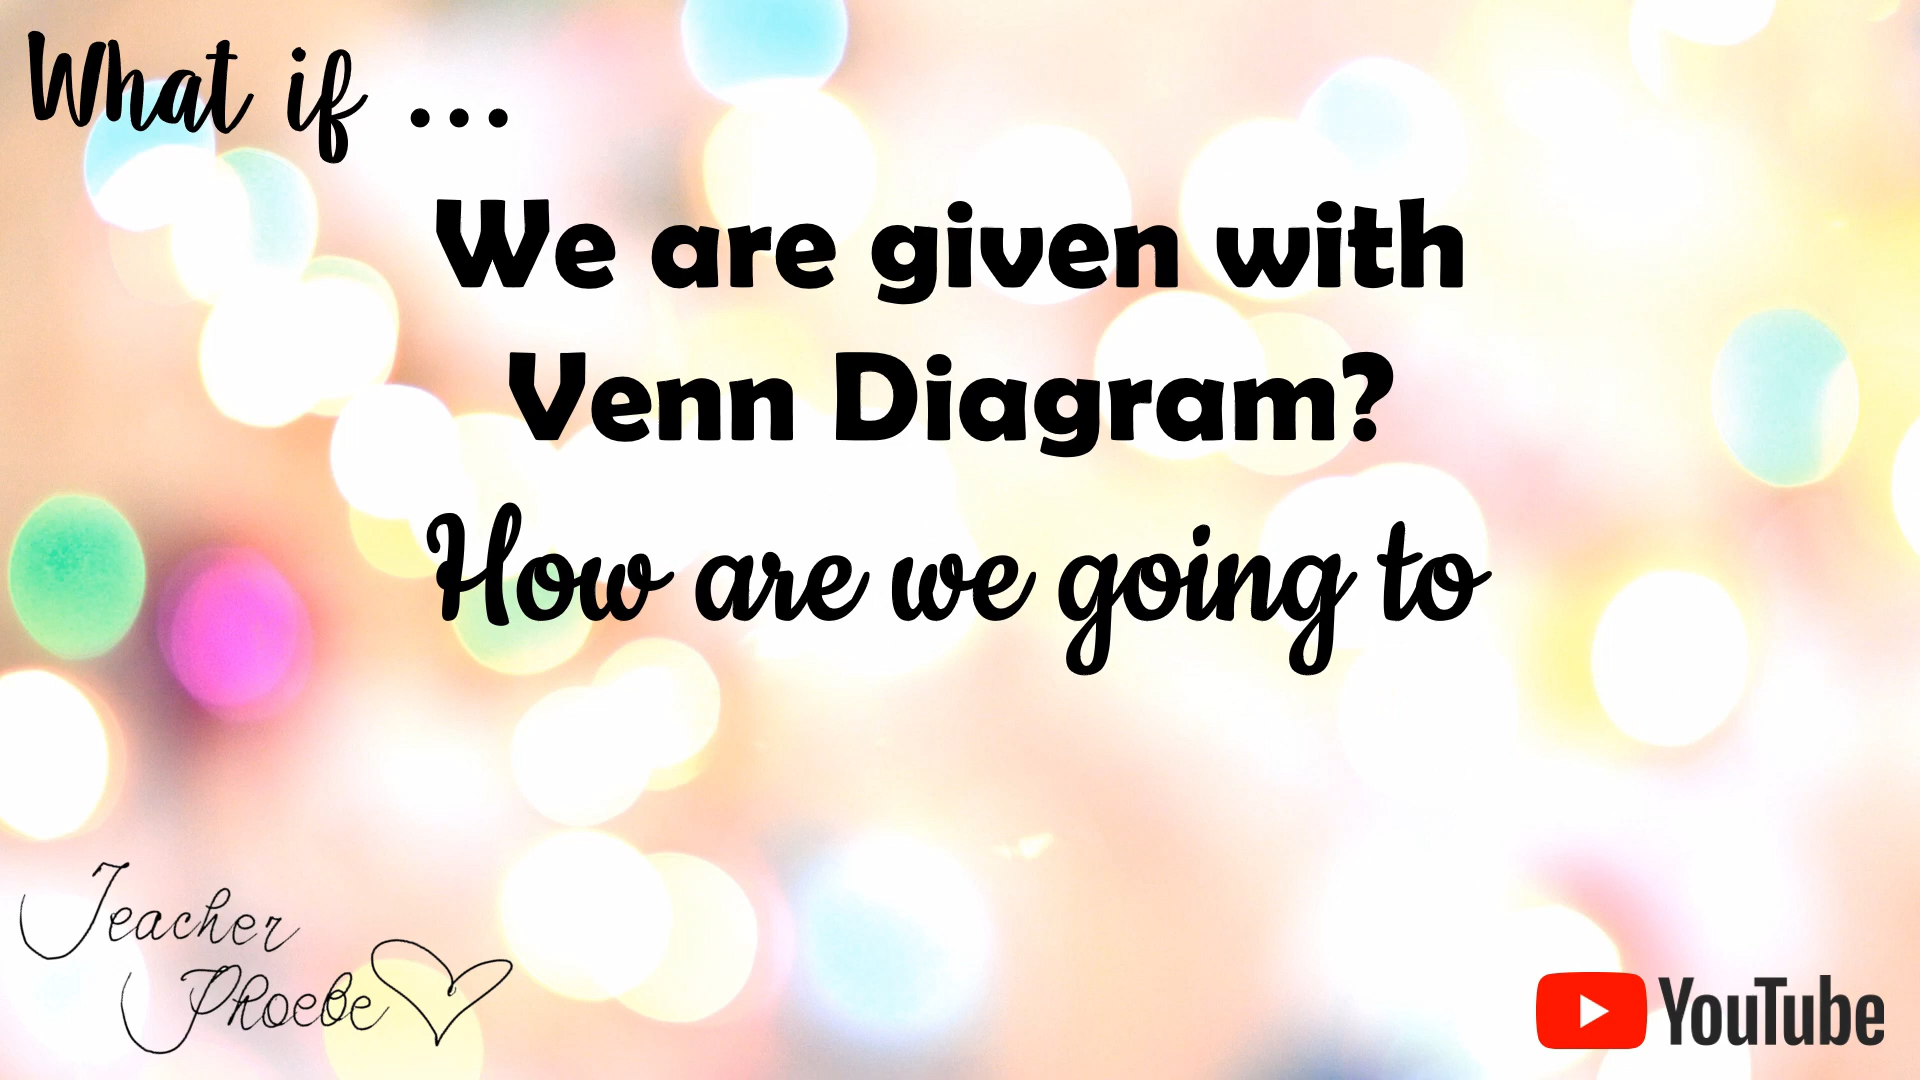 What if ...
We are given with
Venn Diagram?
How are we going to
Teacher
Phoebe
YouTube